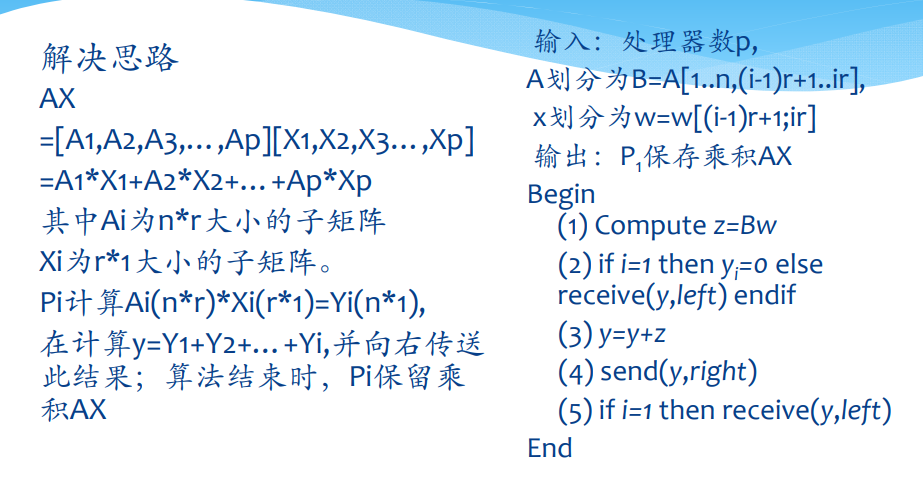 解决思路
AX
=[A1,A2,A3,...,Ap][X1,X2,X3...,Xp]
=A1*X1+A2*X2+...+Ap*Xp
其中Ai为n*r大小的子矩阵
Xi为r*1大小的子矩阵。
Pi计算Ai(n*r)*Xi(r*1)=Yi(n*1),
在计算y=Y1+Y2+...+Yi,并向右传送
此结果；算法结束时，Pi保留乘
积AX
输入：处理器数p,
A划分为B=A[1..n,(i-1)r+1..ir],
x划分为w=w[(i-1)r+1;ir]
输出：P₁保存乘积AX
Begin
(1) Compute z=Bw
(2) if i=1 then yᵢ=0 else
receive(y,left) endif
(3) y=y+z
(4) send(y,right)
(5) if i=1 then receive(y,left)
End